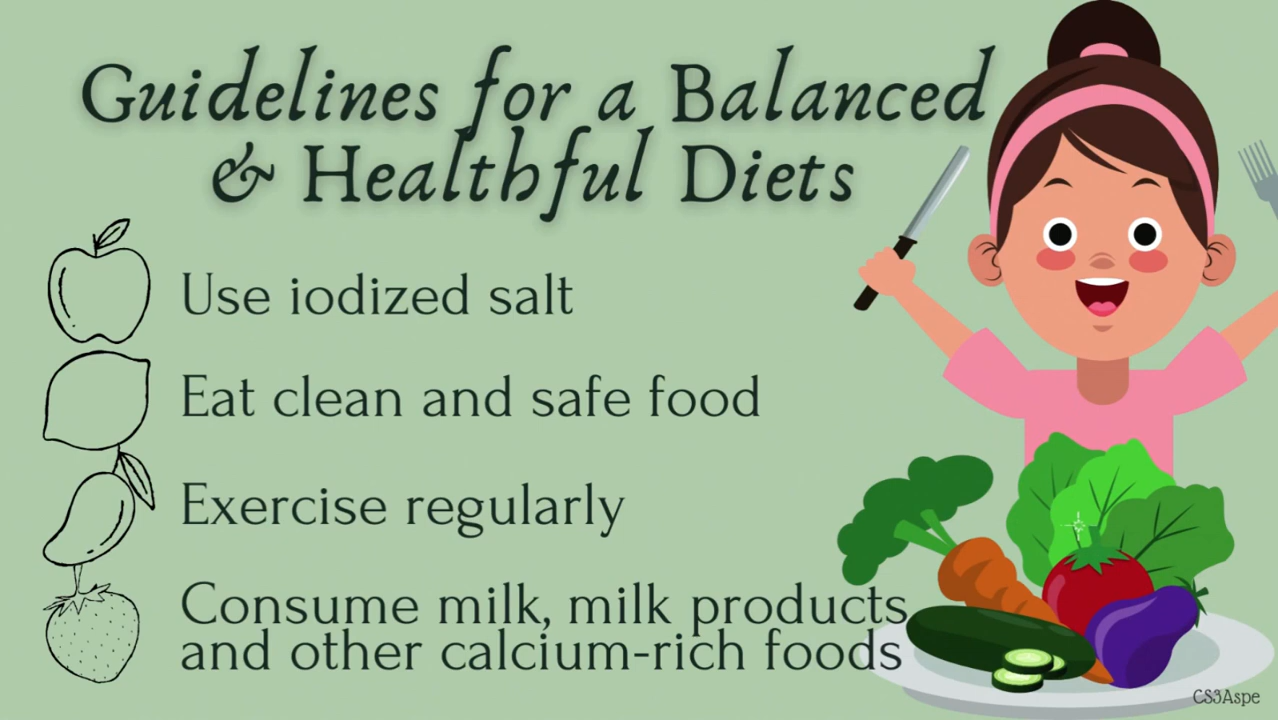 Guidelines for a Balanced
& Healthful Diets
Use iodized salt
Eat clean and safe food
Exercise regularly
Consume milk, milk products
and other calcium-rich foods
CS3Aspe